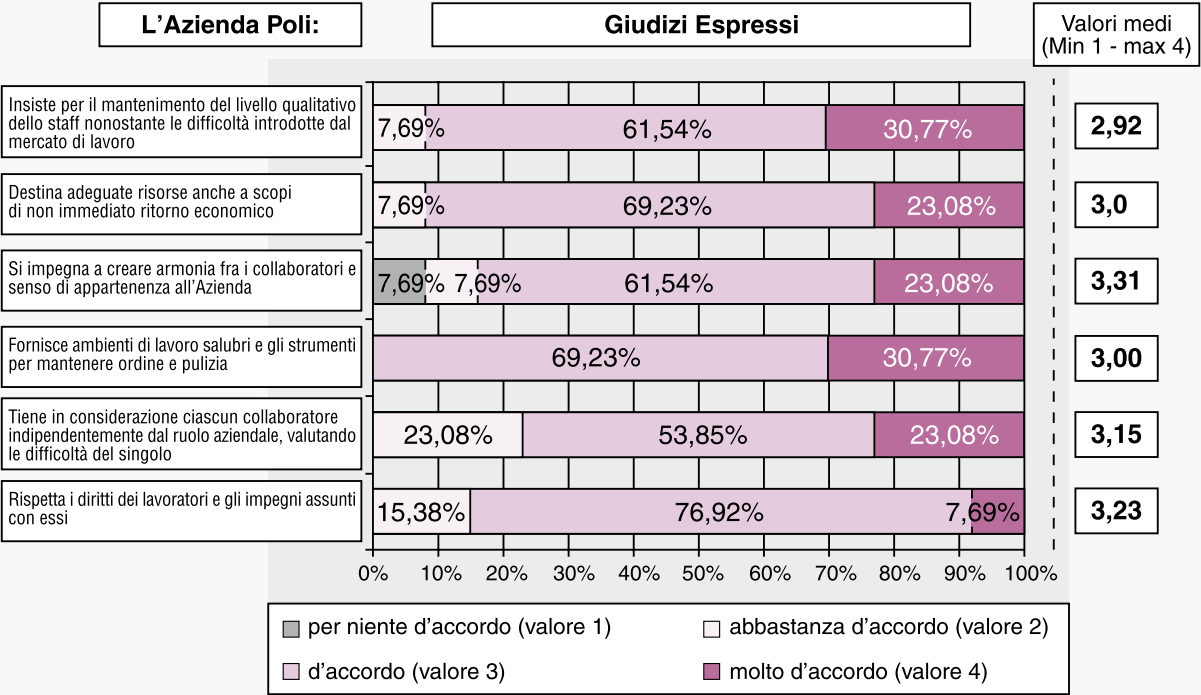 L'Azienda Poli:
Giudizi Espressi
Valori medi
(Min 1 - max 4)
Insiste per il mantenimento del livello qualitativo
dello staff nonostante le difficoltà introdotte dal
mercato di lavoro
7,69% 61,54% 30,77%
2,92
Destina adeguate risorse anche a scopi
di non immediato ritorno economico
7,69% 69,23% 23,08%
3,0
Si impegna a creare armonia fra i collaboratori e
senso di appartenenza all'Azienda
7,69% 7,69% 61,54% 23,08%
3,31
Fornisce ambienti di lavoro salubri e gli strumenti
per mantenere ordine e pulizia
69,23% 30,77%
3,00
Tiene in considerazione ciascun collaboratore
indipendentemente dal ruolo aziendale, valutando
le difficoltà del singolo
23,08% 53,85% 23,08%
3,15
Rispetta i diritti dei lavoratori e gli impegni assunti
con essi
15,38% 76,92% 7,69%
3,23
0% 10% 20% 30% 40% 50% 60% 70% 80% 90% 100%
per niente d'accordo (valore 1)
abbastanza d'accordo (valore 2)
d'accordo (valore 3)
molto d'accordo (valore 4)